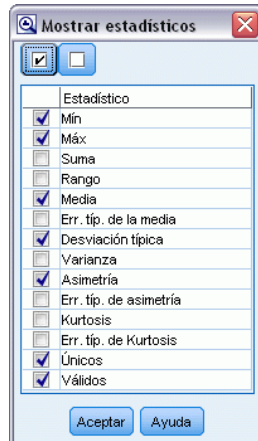 Mostrar estadísticos
Estadístico
Mín
Máx
Suma
Rango
Media
Err. típ. de la media
Desviación típica
Varianza
Asimetría
Err. típ. de asimetría
Kurtosis
Err. típ. de Kurtosis
Únicos
Válidos
Aceptar Ayuda